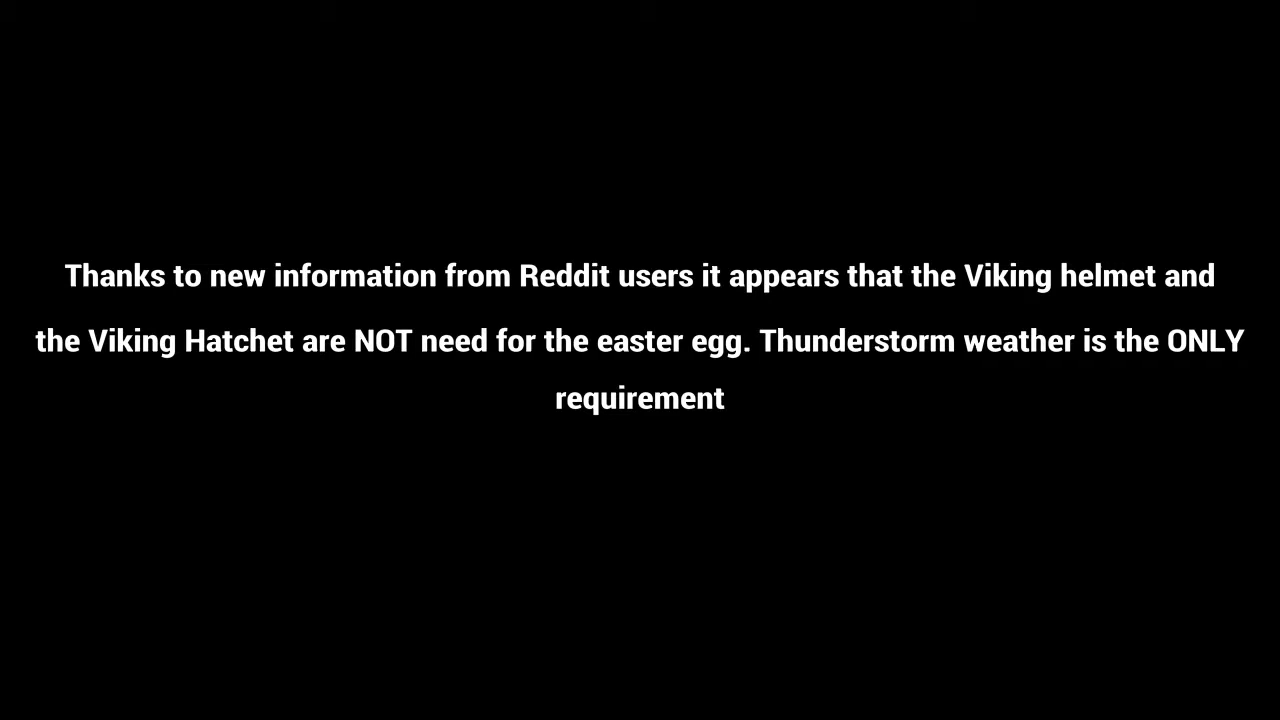 Thanks to new information from Reddit users it appears that the Viking helmet and
the Viking Hatchet are NOT need for the easter egg. Thunderstorm weather is the ONLY
requirement